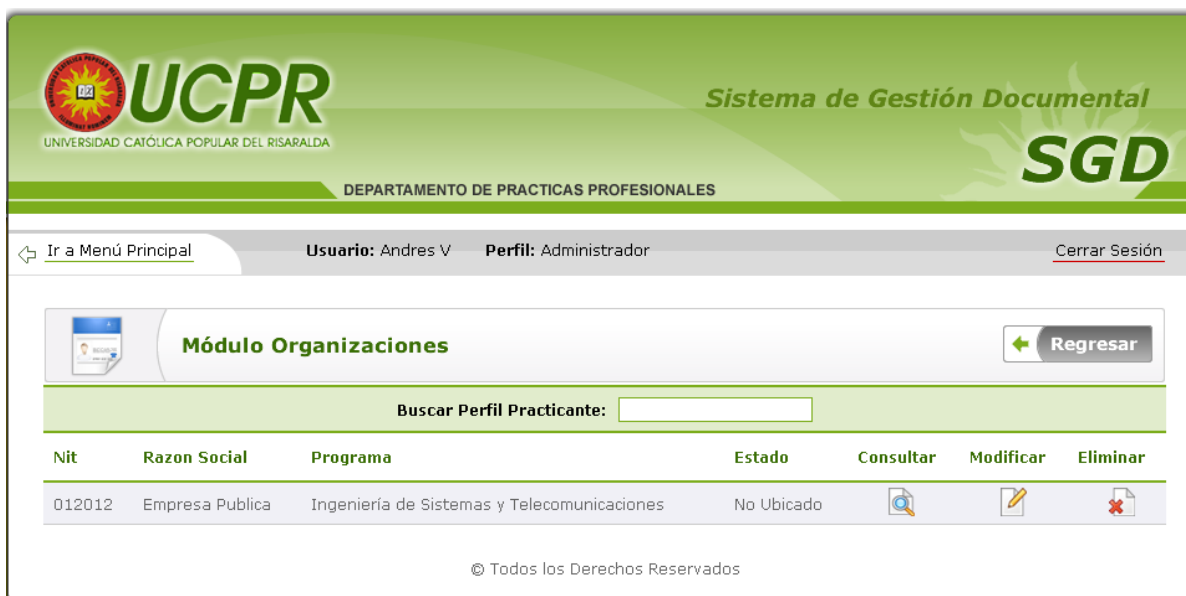 UCPR
UNIVERSIDAD CATÓLICA POPULAR DEL RISARALDA
Sistema de Gestión Documental
SGD
DEPARTAMENTO DE PRACTICAS PROFESIONALES
Ir a Menú Principal Usuario: Andres V Perfil: Administrador Cerrar Sesión
Módulo Organizaciones Regresar
Buscar Perfil Practicante:
Nit Razon Social Programa Estado Consultar Modificar Eliminar
012012 Empresa Publica Ingeniería de Sistemas y Telecomunicaciones No Ubicado
© Todos los Derechos Reservados